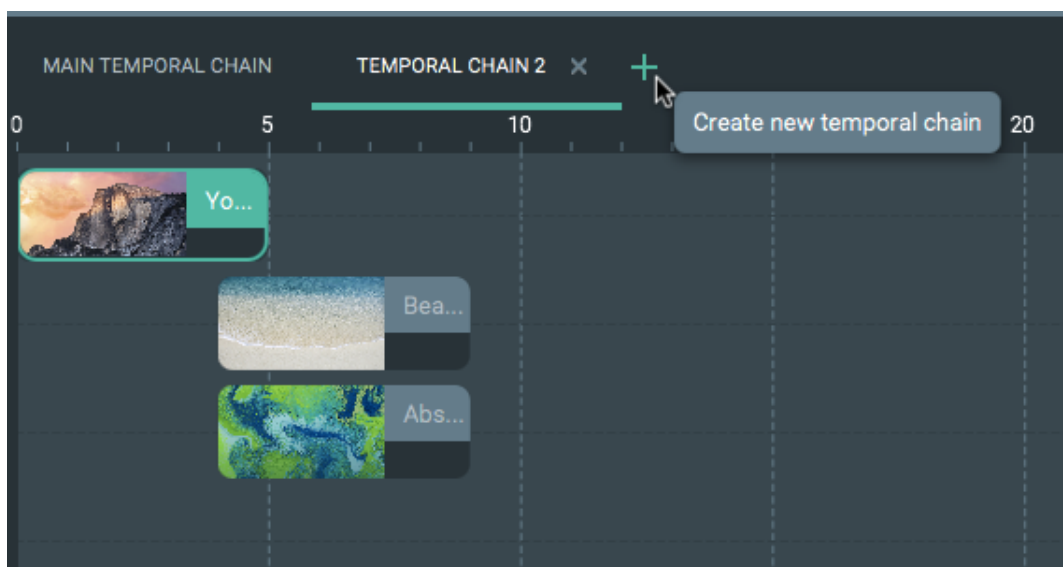 MAIN TEMPORAL CHAIN TEMPORAL CHAIN 2
Create new temporal chain
0 5 10 20
Yo...
Bea...
Abs...